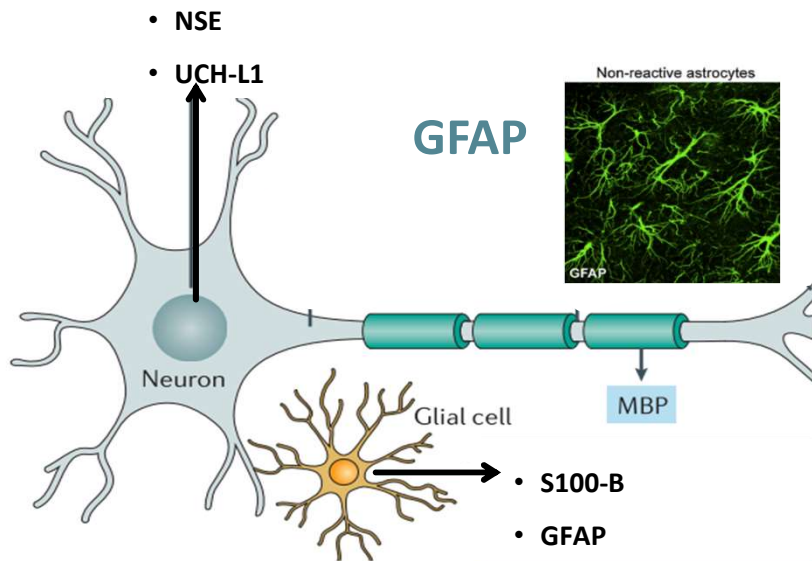 • NSE
• UCH-L1
Non-reactive astrocytes
GFAP
GFAP
Neuron
Glial cell
MBP
• S100-B
• GFAP